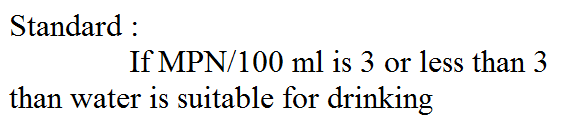 Standard :
If MPN/100 ml is 3 or less than 3
than water is suitable for drinking